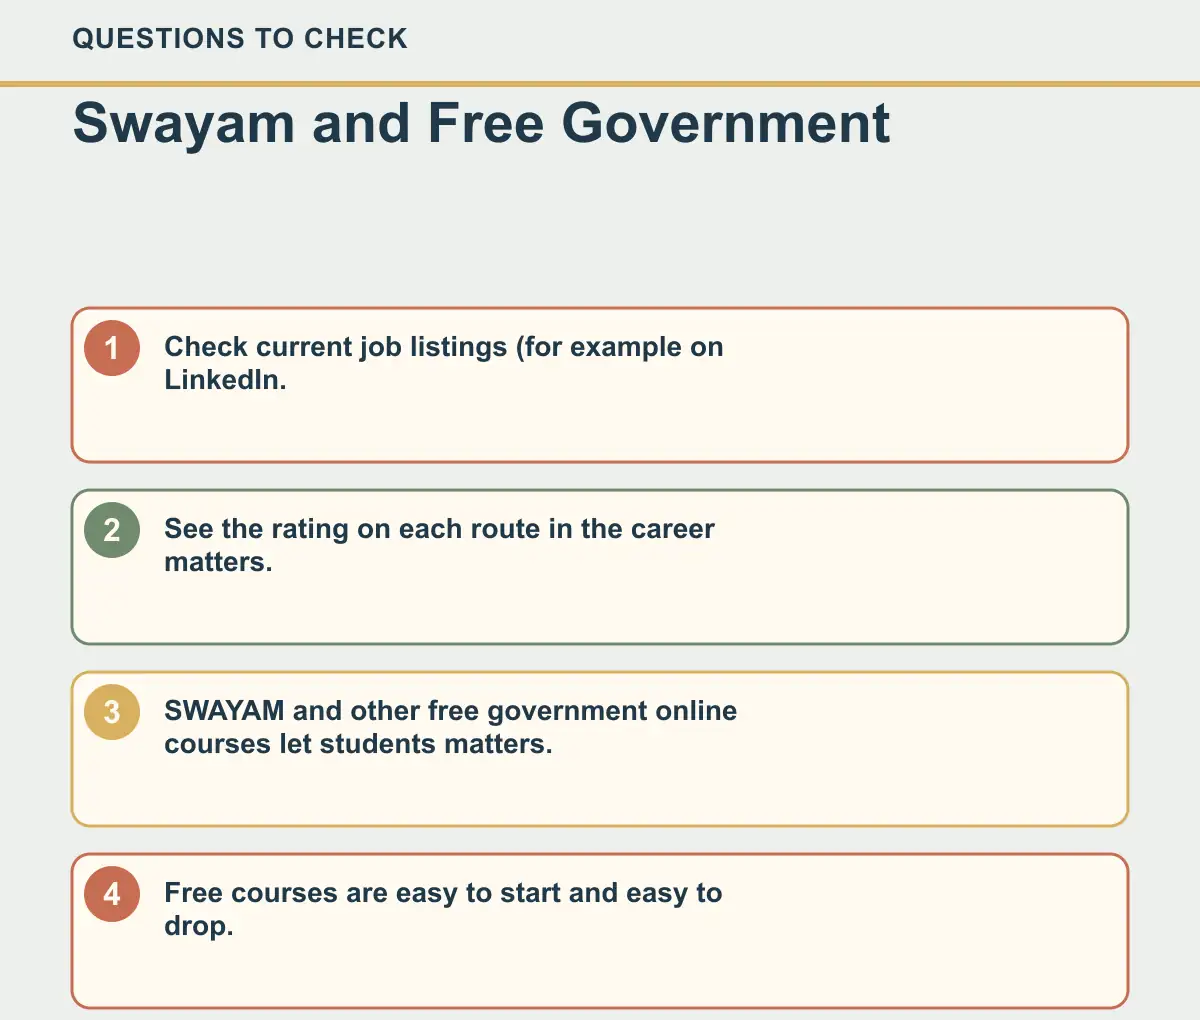 QUESTIONS TO CHECK
Swayam and Free Government
1
Check current job listings (for example on
LinkedIn.
2
See the rating on each route in the career
matters.
3
SWAYAM and other free government online
courses let students matters.
4
Free courses are easy to start and easy to
drop.